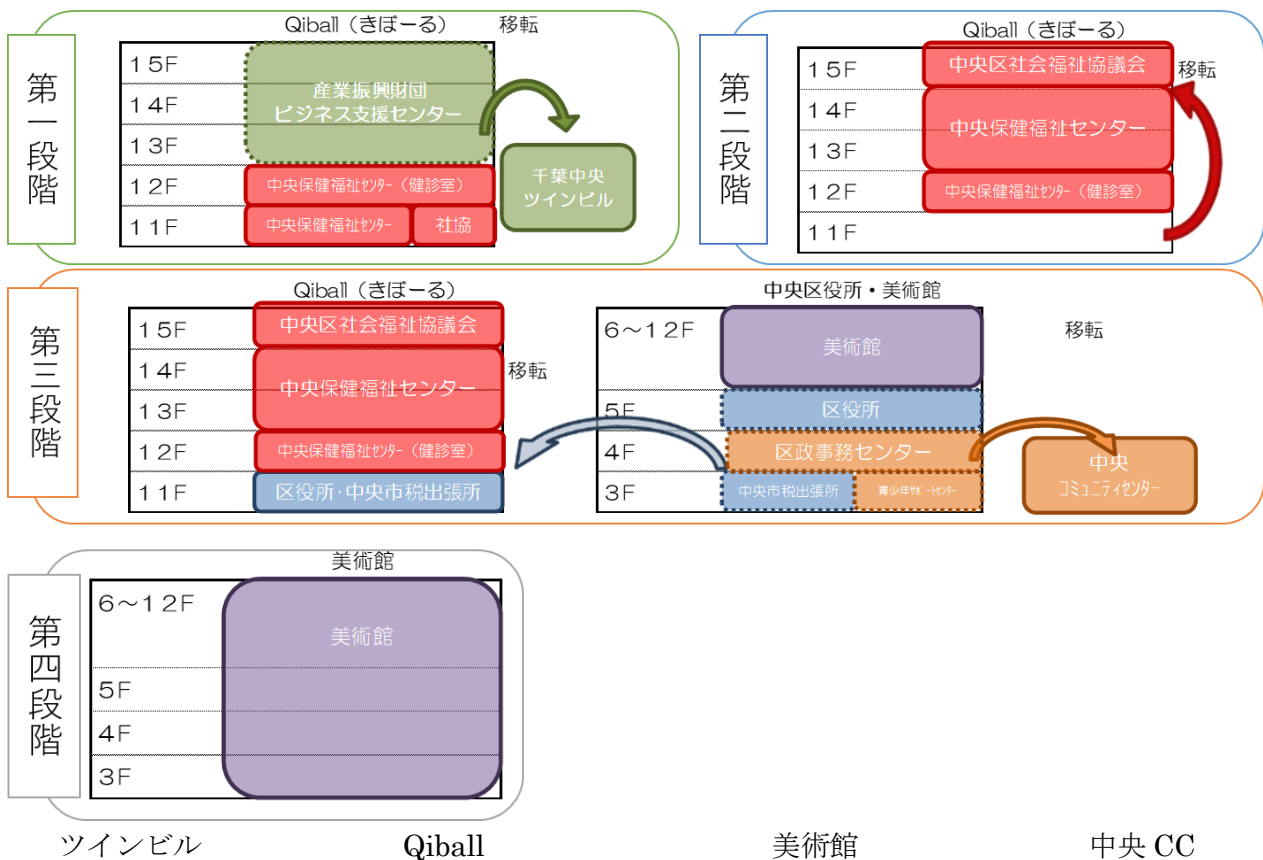 Qiball（きぼーる）
移転
第一段階
15F
14F
13F
12F
11F
産業振興財団
ビジネス支援センター
中央保健福祉センター（健診室）
中央保健福祉センター
社協
千葉中央
ツインビル
Qiball（きぼーる）
移転
第二段階
15F
14F
13F
12F
11F
中央区社会福祉協議会
中央保健福祉センター
中央保健福祉センター（健診室）
Qiball（きぼーる）
第三段階
15F
14F
13F
12F
11F
中央区社会福祉協議会
中央保健福祉センター
中央保健福祉センター（健診室）
区役所・中央市税出張所
移転
中央区役所・美術館
6～12F
5F
4F
3F
美術館
区役所
区政事務センター
中央市税出張所
青少年サポートセンター
移転
中央
コミュニティセンター
美術館
第四段階
6～12F
5F
4F
3F
美術館
ツインビル
Qiball
美術館
中央CC